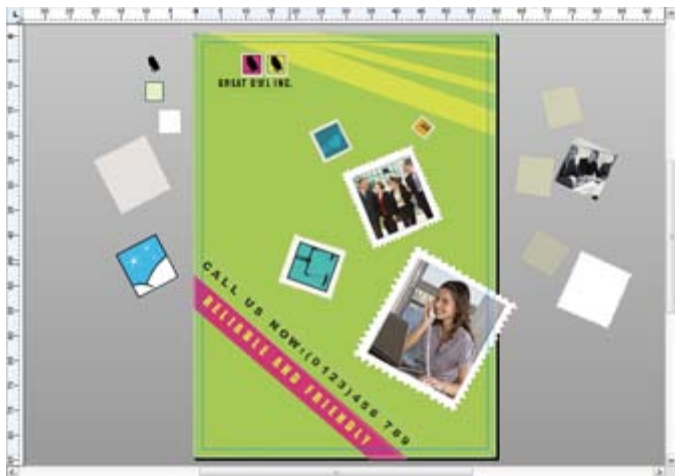 GREAT OWL INC.
CALL US NOW:(0123)456 789
RELIABLE AND FRIENDLY